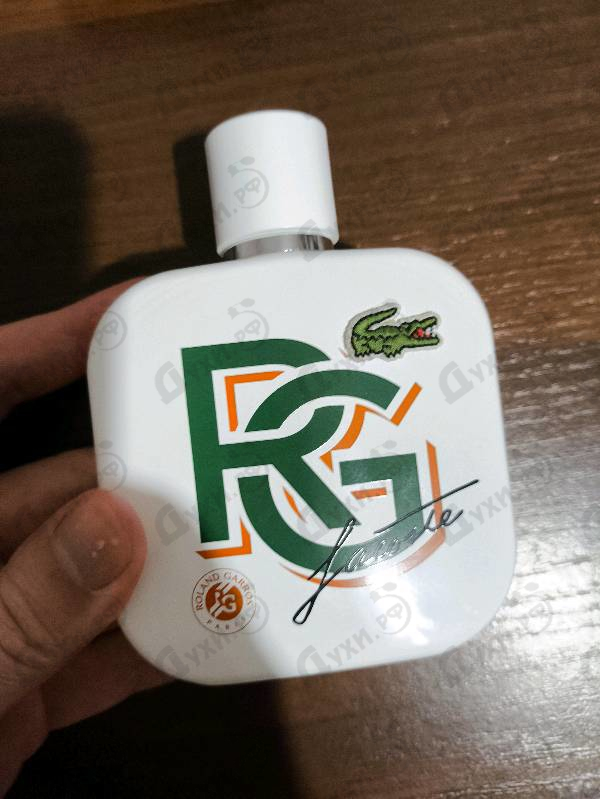 RG
Lacoste
ROLAND GARROS
RG
PARIS
Духи.РФ